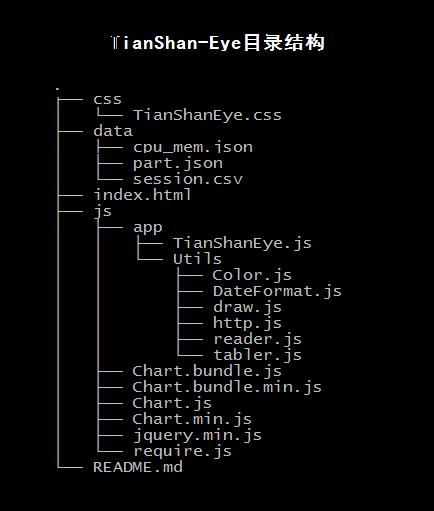 TianShan-Eye目录结构
.
├── css
│   └── TianShanEye.css
├── data
│   ├── cpu_mem.json
│   ├── part.json
│   └── session.csv
├── index.html
├── js
│   ├── app
│   │   ├── TianShanEye.js
│   │   └── Utils
│   │       ├── Color.js
│   │       ├── DateFormat.js
│   │       ├── draw.js
│   │       ├── http.js
│   │       ├── reader.js
│   │       └── tabler.js
│   ├── Chart.bundle.js
│   ├── Chart.bundle.min.js
│   ├── Chart.js
│   ├── Chart.min.js
│   ├── jquery.min.js
│   └── require.js
└── README.md